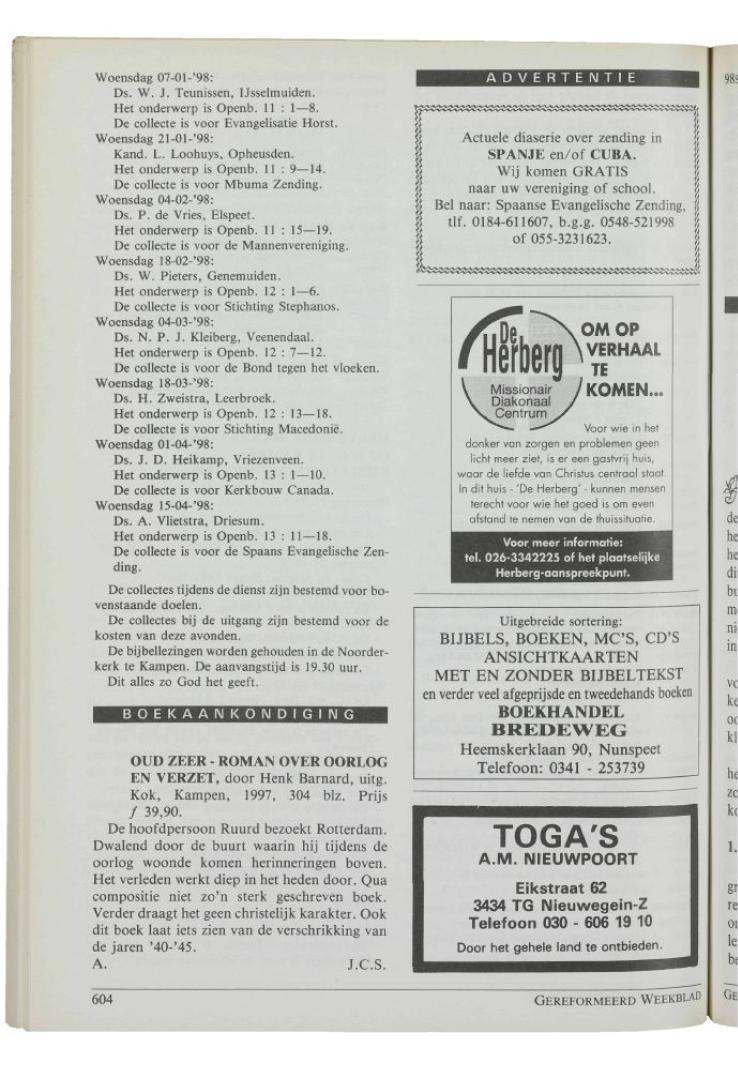 Woensdag 07-01-'98:
Ds. W. J. Teunissen, IJsselmuiden.
Het onderwerp is Openb. 11 : 1—8.
De collecte is voor Evangelisatie Horst.
Woensdag 21-01-'98:
Kand. L. Loohuys, Opheusden.
Het onderwerp is Openb. 11 : 9—14.
De collecte is voor Mbuma Zending.
Woensdag 04-02-'98:
Ds. P. de Vries, Elspeet.
Het onderwerp is Openb. 11 : 15—19.
De collecte is voor de Mannenvereniging.
Woensdag 18-02-'98:
Ds. W. Pieters, Genemuiden.
Het onderwerp is Openb. 12 : 1—6.
De collecte is voor Stichting Stephanos.
Woensdag 04-03-'98:
Ds. N. P. J. Kleiberg, Veenendaal.
Het onderwerp is Openb. 12 : 7—12.
De collecte is voor de Bond tegen het vloeken.
Woensdag 18-03-'98:
Ds. H. Zweistra, Leerbroek.
Het onderwerp is Openb. 12 : 13—18.
De collecte is voor Stichting Macedonië.
Woensdag 01-04-'98:
Ds. J. D. Heikamp, Vriezenveen.
Het onderwerp is Openb. 13 : 1—10.
De collecte is voor Kerkbouw Canada.
Woensdag 15-04-'98:
Ds. A. Vlietstra, Driesum.
Het onderwerp is Openb. 13 : 11—18.
De collecte is voor de Spaans Evangelische Zen-
ding.
De collectes tijdens de dienst zijn bestemd voor bo-
venstaande doelen.
De collectes bij de uitgang zijn bestemd voor de
kosten van deze avonden.
De bijbellezingen worden gehouden in de Noorder-
kerk te Kampen. De aanvangstijd is 19.30 uur.
Dit alles zo God het geeft.
BOEKAANKONDIGING
OUD ZEER - ROMAN OVER OORLOG
EN VERZET, door Henk Barnard, uitg.
Kok, Kampen, 1997, 304 blz. Prijs
ƒ 39,90.
De hoofdpersoon Ruurd bezoekt Rotterdam.
Dwalend door de buurt waarin hij tijdens de
oorlog woonde komen herinneringen boven.
Het verleden werkt diep in het heden door. Qua
compositie niet zo'n sterk geschreven boek.
Verder draagt het geen christelijk karakter. Ook
dit boek laat iets zien van de verschrikking van
de jaren '40-'45.
A. J.C.S.
ADVERTENTIE
Actuele diaserie over zending in
SPANJE en/of CUBA.
Wij komen GRATIS
naar uw vereniging of school.
Bel naar: Spaanse Evangelische Zending,
tlf. 0184-611607, b.g.g. 0548-521998
of 055-3231623.
De
Herberg
Missionair
Diakonaal
Centrum
OM OP
VERHAAL
TE
KOMEN...
Voor wie in het
donker van zorgen en problemen geen
licht meer ziet, is er een gastvrij huis,
waar de liefde van Christus centraal staat.
In dit huis - 'De Herberg' - kunnen mensen
terecht voor wie het goed is om even
afstand te nemen van de thuissituatie.
Voor meer informatie:
tel. 026-3342225 of het plaatselijke
Herberg-aanspreekpunt.
Uitgebreide sortering:
BIJBELS, BOEKEN, MC'S, CD'S
ANSICHTKAARTEN
MET EN ZONDER BIJBELTEKST
en verder veel afgeprijsde en tweedehands boeken
BOEKHANDEL
BREDEWEG
Heemskerklaan 90, Nunspeet
Telefoon: 0341 - 253739
TOGA'S
A.M. NIEUWPOORT
Eikstraat 62
3434 TG Nieuwegein-Z
Telefoon 030 - 606 19 10
Door het gehele land te ontbieden.
604 GEREFORMEERD WEEKBLAD